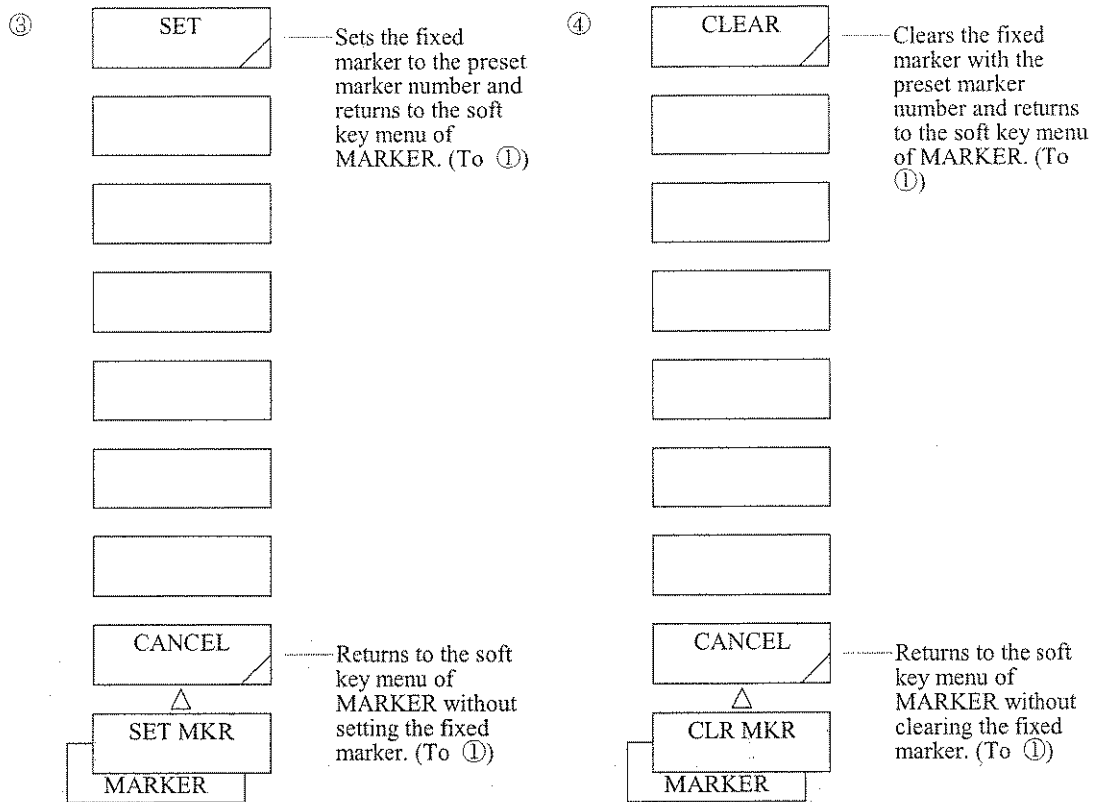 ③
SET
Sets the fixed
marker to the preset
marker number and
returns to the soft
key menu of
MARKER. (To ①)
CANCEL
Returns to the soft
key menu of
MARKER without
setting the fixed
marker. (To ①)
△
SET MKR
MARKER
④
CLEAR
Clears the fixed
marker with the
preset marker
number and returns
to the soft key menu
of MARKER. (To
①)
CANCEL
Returns to the soft
key menu of
MARKER without
clearing the fixed
marker. (To ①)
△
CLR MKR
MARKER